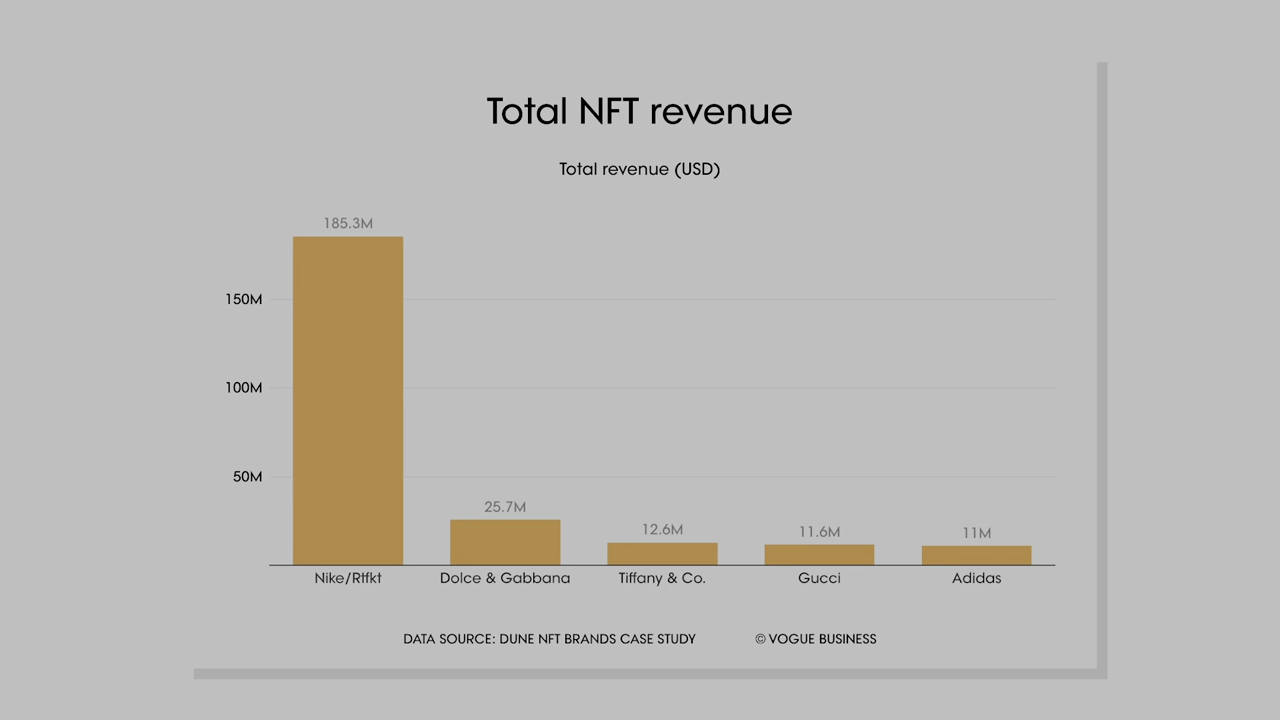 Total NFT revenue
Total revenue (USD)
185.3M
150M
100M
50M
25.7M
12.6M
11.6M
11M
Nike/Rtfkt
Dolce & Gabbana
Tiffany & Co.
Gucci
Adidas
DATA SOURCE: DUNE NFT BRANDS CASE STUDY
© VOGUE BUSINESS